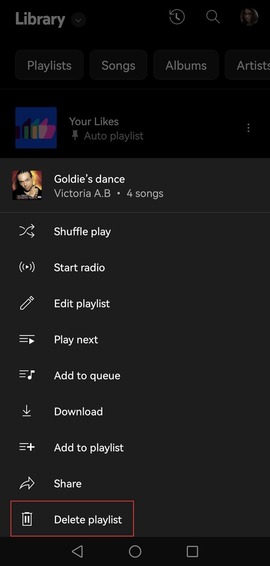 Library
Playlists Songs Albums Artists
Your Likes
Auto playlist
Goldie's dance
Victoria A.B • 4 songs
Shuffle play
Start radio
Edit playlist
Play next
Add to queue
Download
Add to playlist
Share
Delete playlist